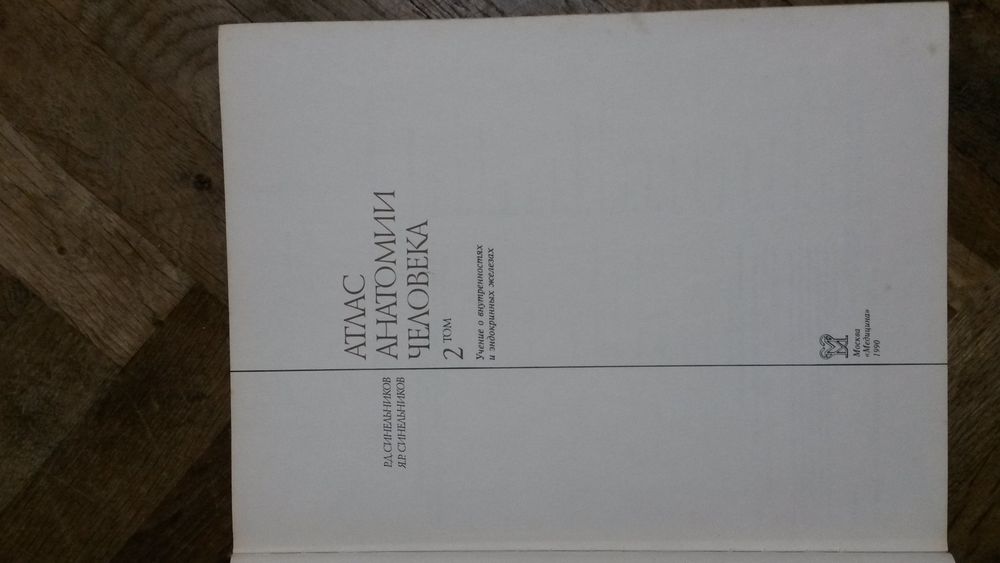 Р.Д. СИНЕЛЬНИКОВ
Я.Р. СИНЕЛЬНИКОВ
АТЛАС
АНАТОМИИ
ЧЕЛОВЕКА
2 ТОМ
Учение о внутренностях
и эндокринных железах
М
Москва
«Медицина»
1990